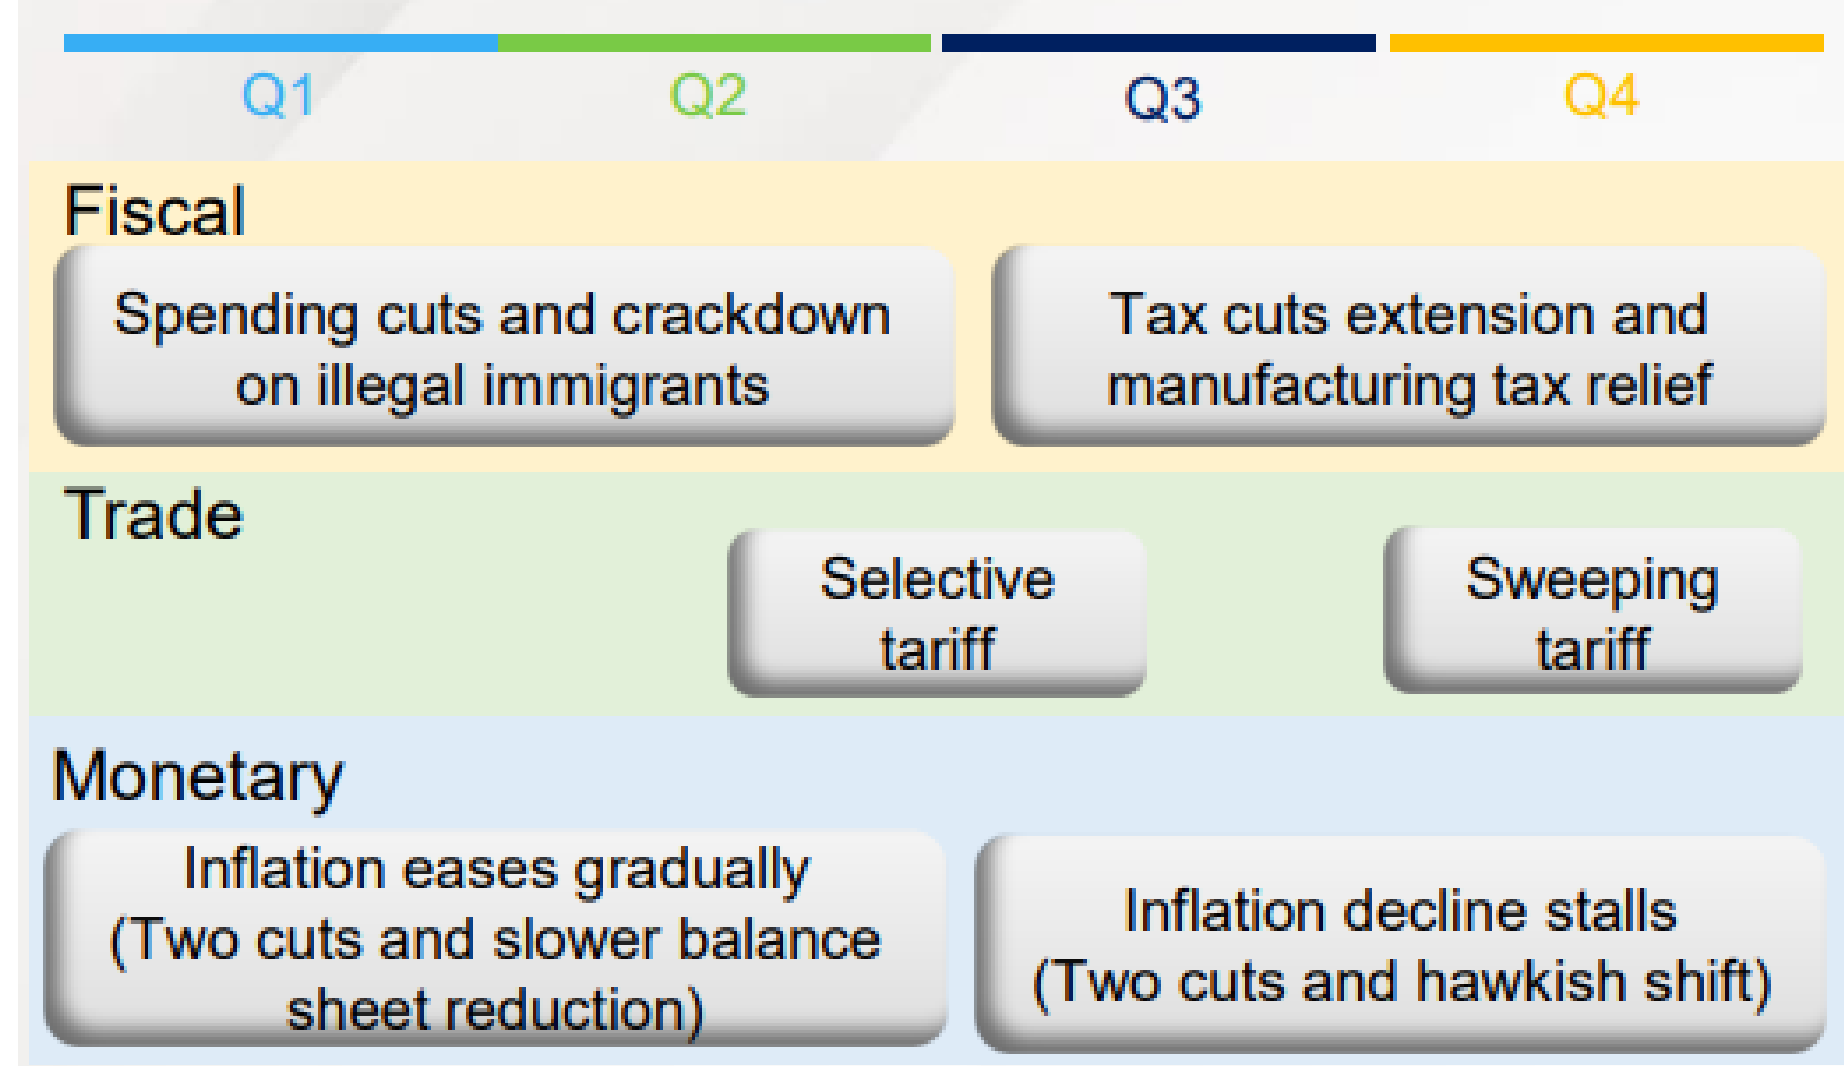 Q1
Q2
Q3
Q4
Fiscal
Spending cuts and crackdown
on illegal immigrants
Tax cuts extension and
manufacturing tax relief
Trade
Selective
tariff
Sweeping
tariff
Monetary
Inflation eases gradually
(Two cuts and slower balance
sheet reduction)
Inflation decline stalls
(Two cuts and hawkish shift)